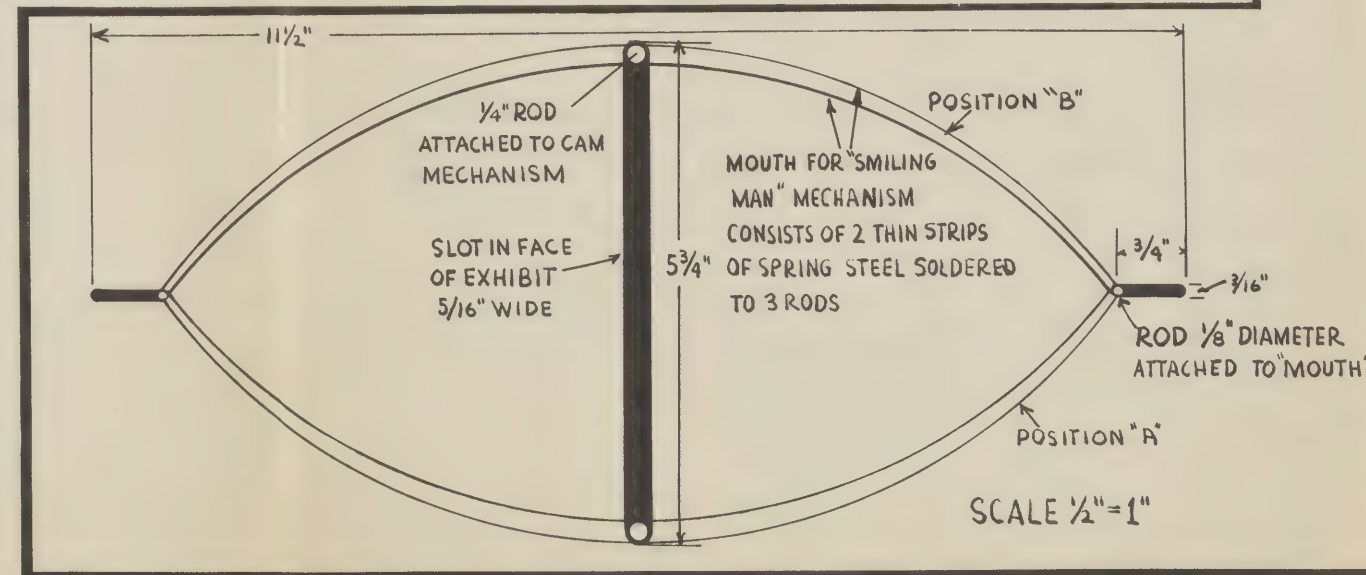 11½"
¼" ROD
ATTACHED TO CAM
MECHANISM
POSITION "B"
MOUTH FOR "SMILING
MAN" MECHANISM
CONSISTS OF 2 THIN STRIPS
OF SPRING STEEL SOLDERED
TO 3 RODS
SLOT IN FACE
OF EXHIBIT
5/16" WIDE
5¾"
¾"
3/16"
ROD ⅛" DIAMETER
ATTACHED TO "MOUTH"
POSITION "A"
SCALE ½"=1"